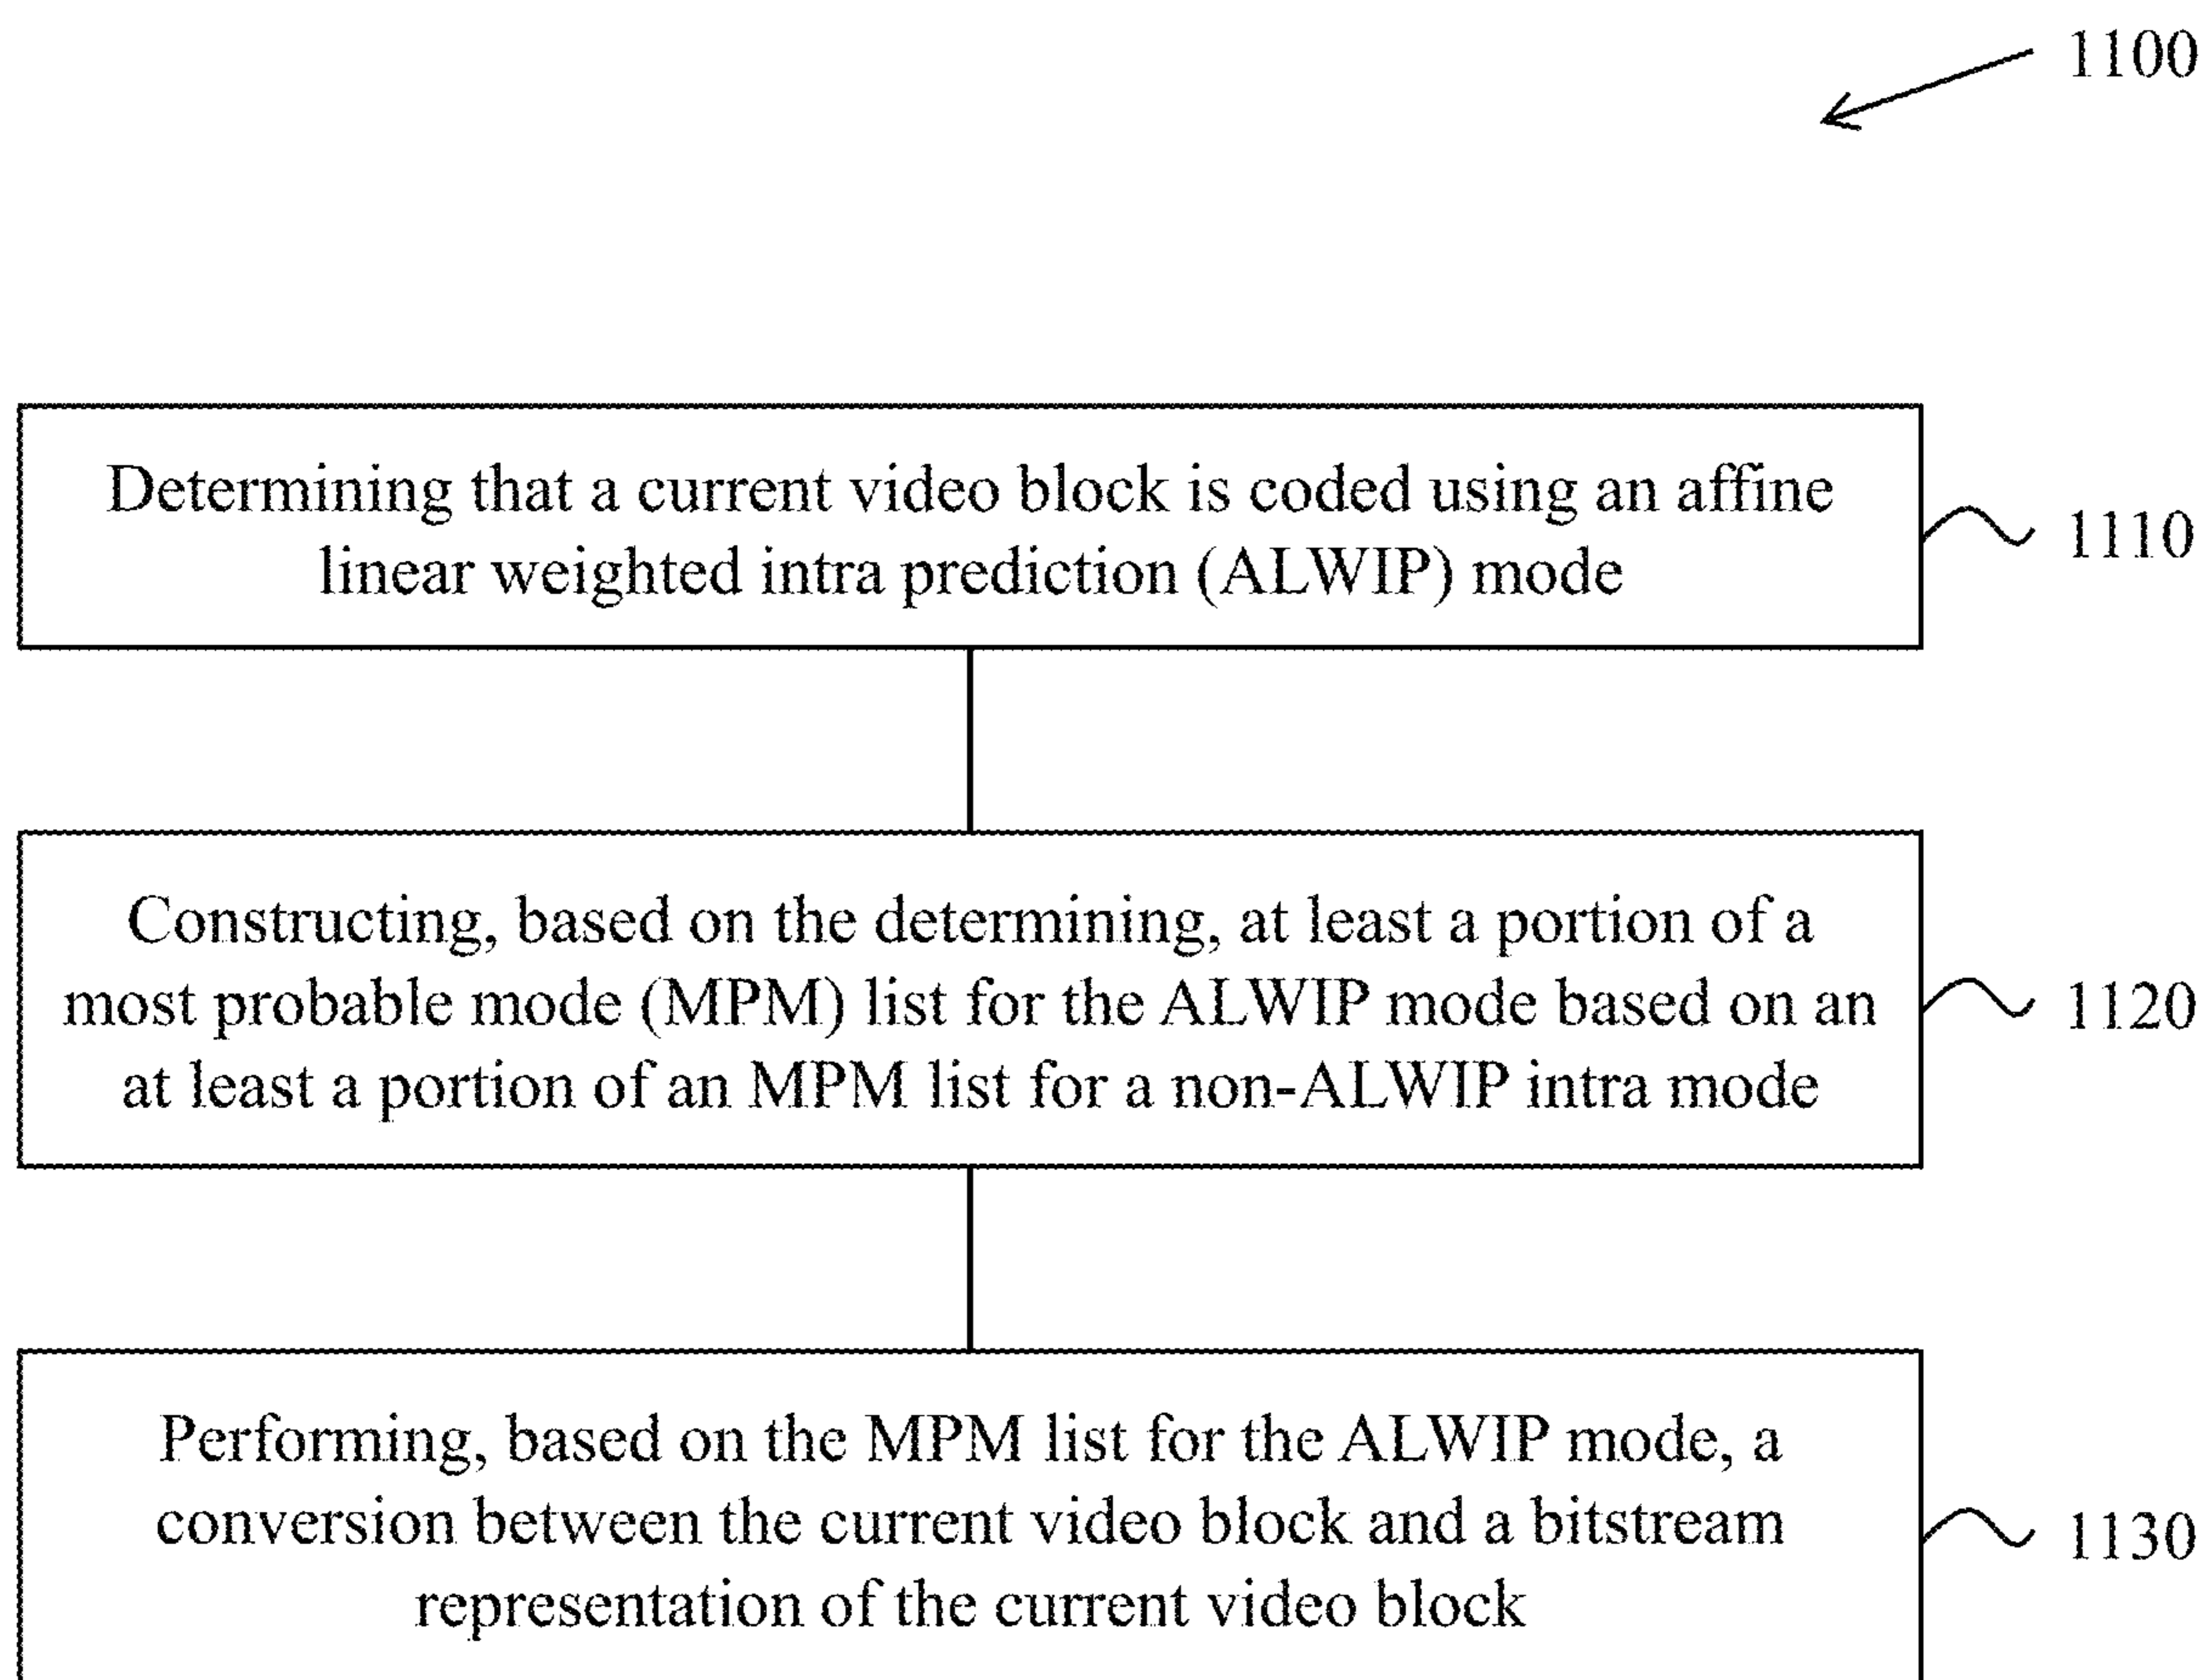 1100
Determining that a current video block is coded using an affine
linear weighted intra prediction (ALWIP) mode
1110
Constructing, based on the determining, at least a portion of a
most probable mode (MPM) list for the ALWIP mode based on an
at least a portion of an MPM list for a non-ALWIP intra mode
1120
Performing, based on the MPM list for the ALWIP mode, a
conversion between the current video block and a bitstream
representation of the current video block
1130